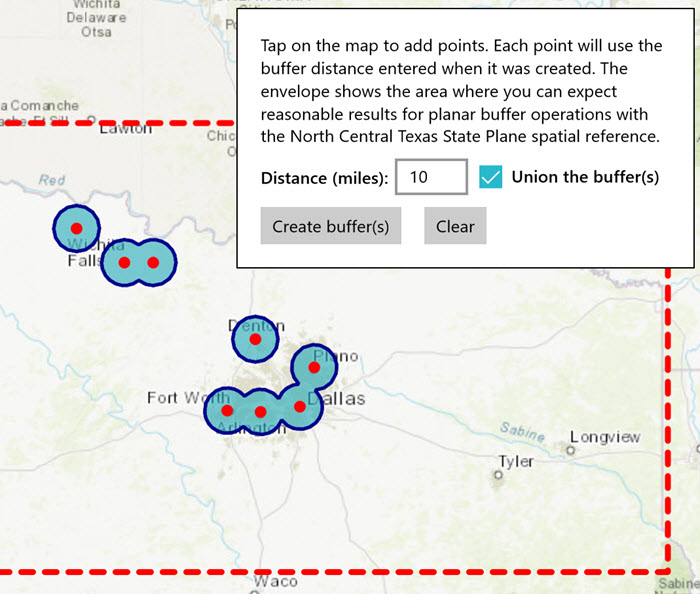 Wichita
Delaware
Otsa
Tap on the map to add points. Each point will use the
buffer distance entered when it was created. The
envelope shows the area where you can expect
reasonable results for planar buffer operations with
the North Central Texas State Plane spatial reference.
Distance (miles):
10
Union the buffer(s)
Create buffer(s)
Clear
a Comanche
Lawton
Chic
Red
Wichita
Falls
Denton
Plano
Fort Worth
Dallas
Arlington
Sabine
Longview
Tyler
Waco
Sabine